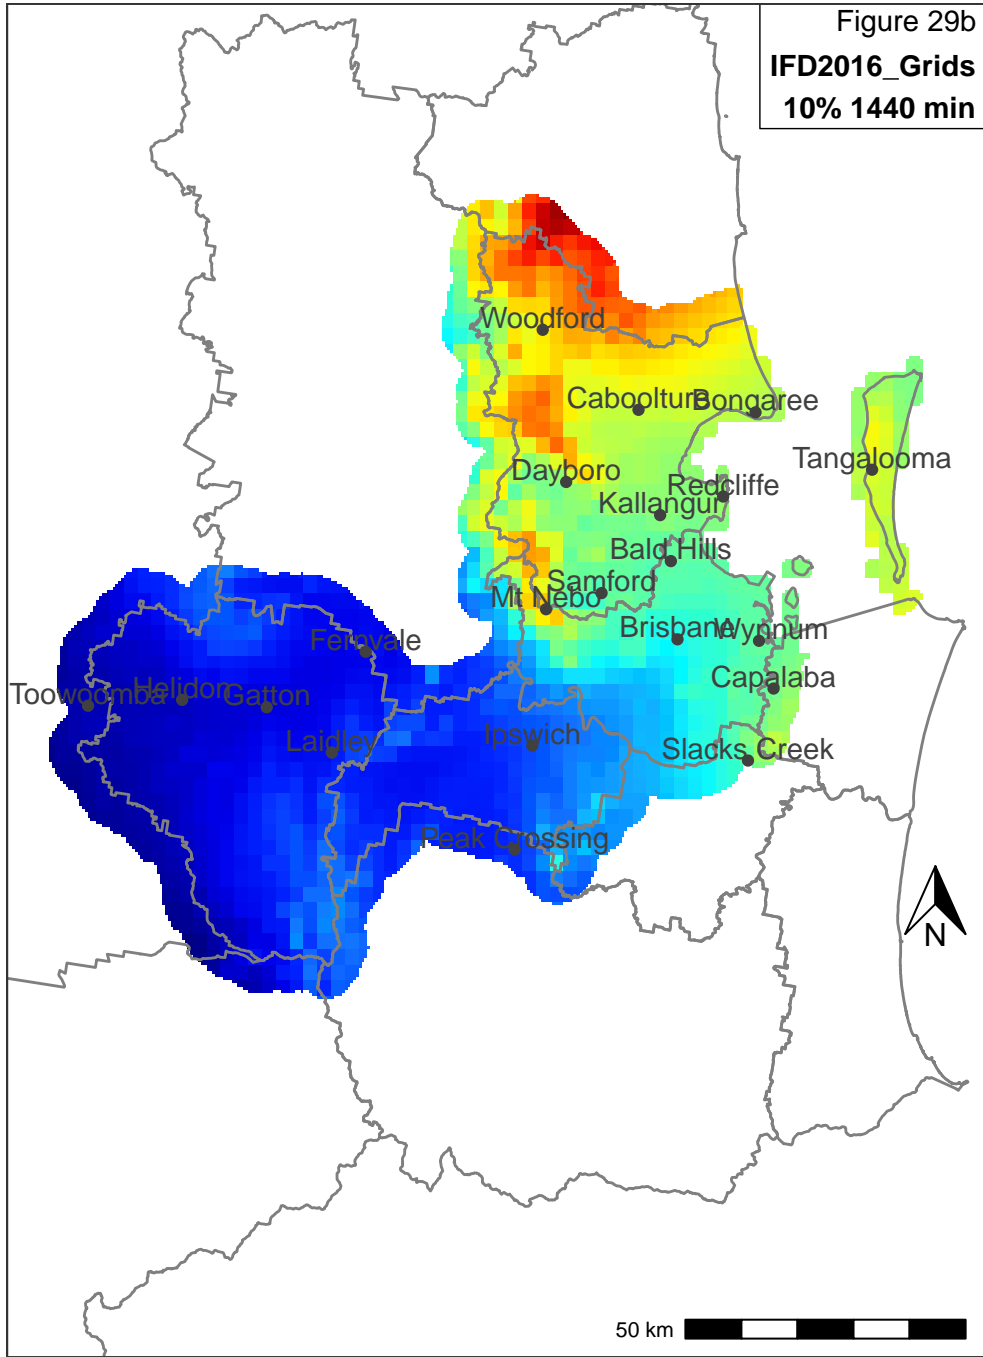 Figure 29b
IFD2016_Grids
10% 1440 min
Woodford
Caboolture
Bongaree
Tangalooma
Dayboro
Redcliffe
Kallangur
Bald Hills
Samford
Mt Nebo
Brisbane
Wynnum
Fernvale
Capalaba
Toowoomba
Helidon
Gatton
Laidley
Ipswich
Slacks Creek
Peak Crossing
N
50 km